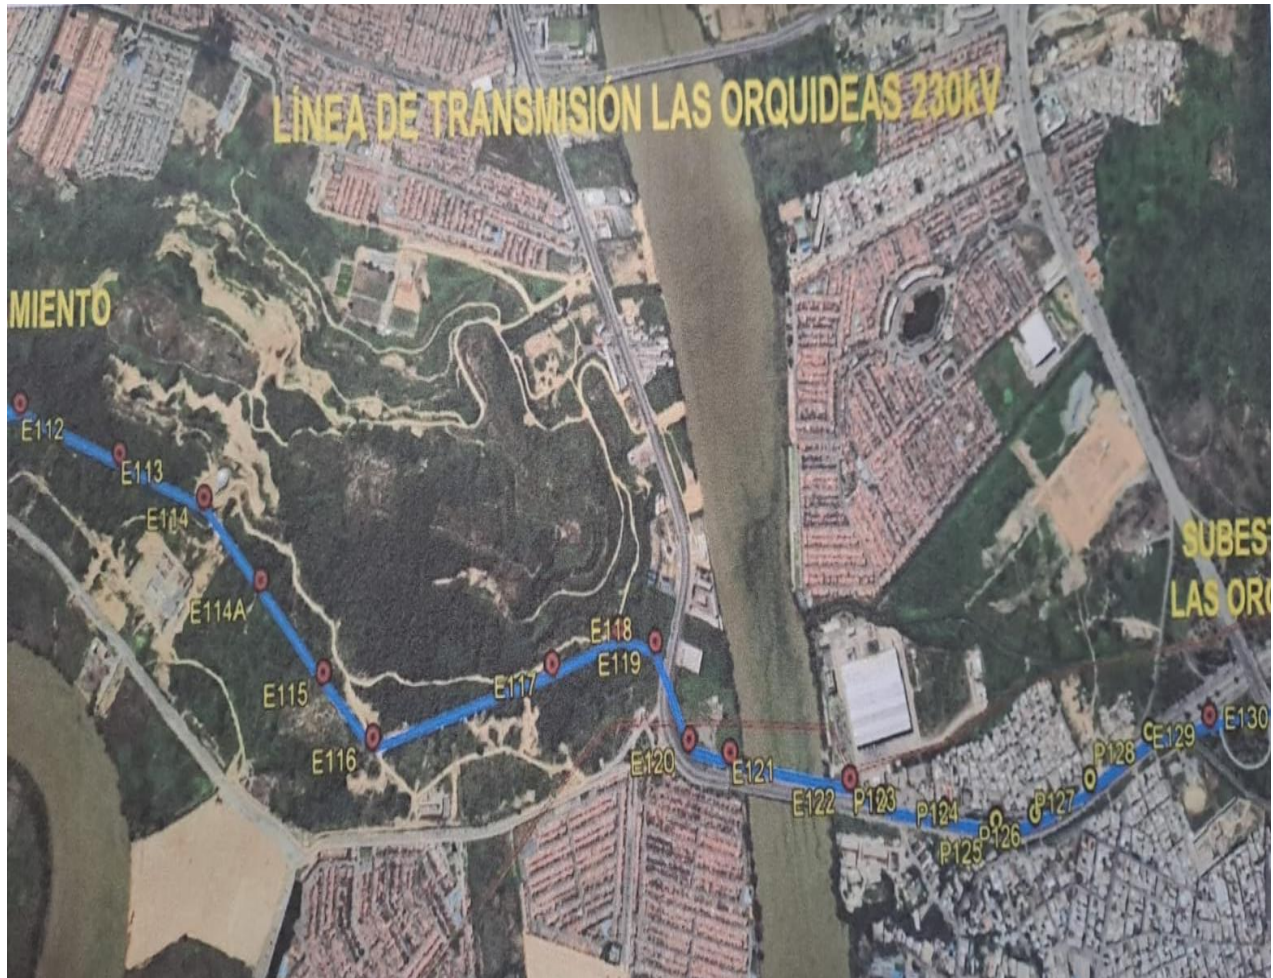 LÍNEA DE TRANSMISIÓN LAS ORQUIDEAS 230kV
MIENTO
E112
E113
E114
E114A
E115
E116
E117
E118
E119
E120
E121
E122
P123
P124
P125
P126
P127
P128
E129
E130
SUBEST
LAS ORQ